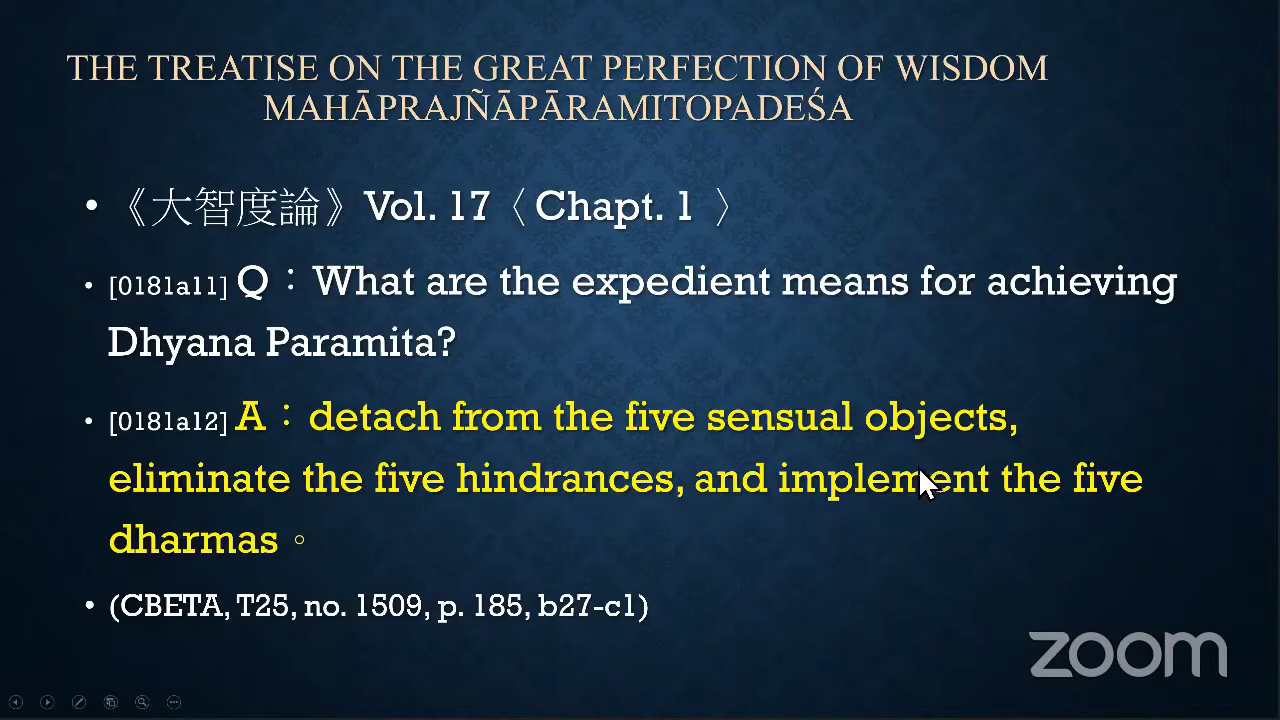 THE TREATISE ON THE GREAT PERFECTION OF WISDOM
MAHĀPRAJÑĀPĀRAMITOPADEŚA
• 《大智度論》Vol. 17〈 Chapt. 1 〉
• [0181a11] Q：What are the expedient means for achieving
Dhyana Paramita?
• [0181a12] A：detach from the five sensual objects,
eliminate the five hindrances, and implement the five
dharmas。
• (CBETA, T25, no. 1509, p. 185, b27-c1)
zoom